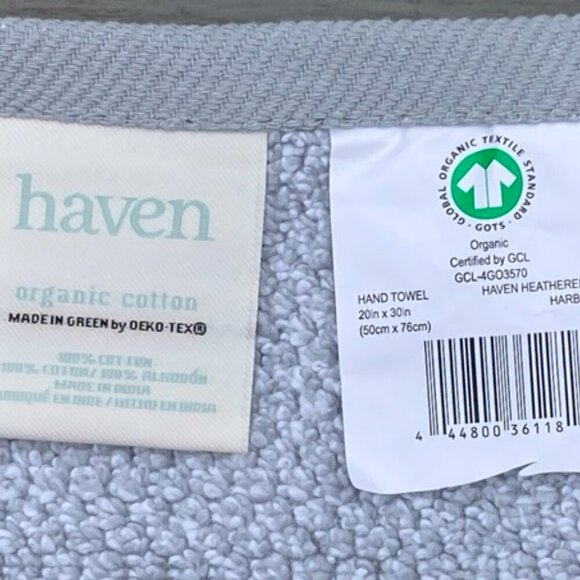 haven
organic cotton
MADE IN GREEN by OEKO-TEX®
100% COTTON
100% COTTON/ 100% ALGODÓN
MADE IN INDIA
FABRIQUÉ EN INDE / HECHO EN INDIA
GLOBAL ORGANIC TEXTILE STANDARD
· GOTS ·
Organic
Certified by GCL
GCL-4GO3570
HAND TOWEL
20in x 30in
(50cm x 76cm)
HAVEN HEATHERE
HARB
4 44800 36118